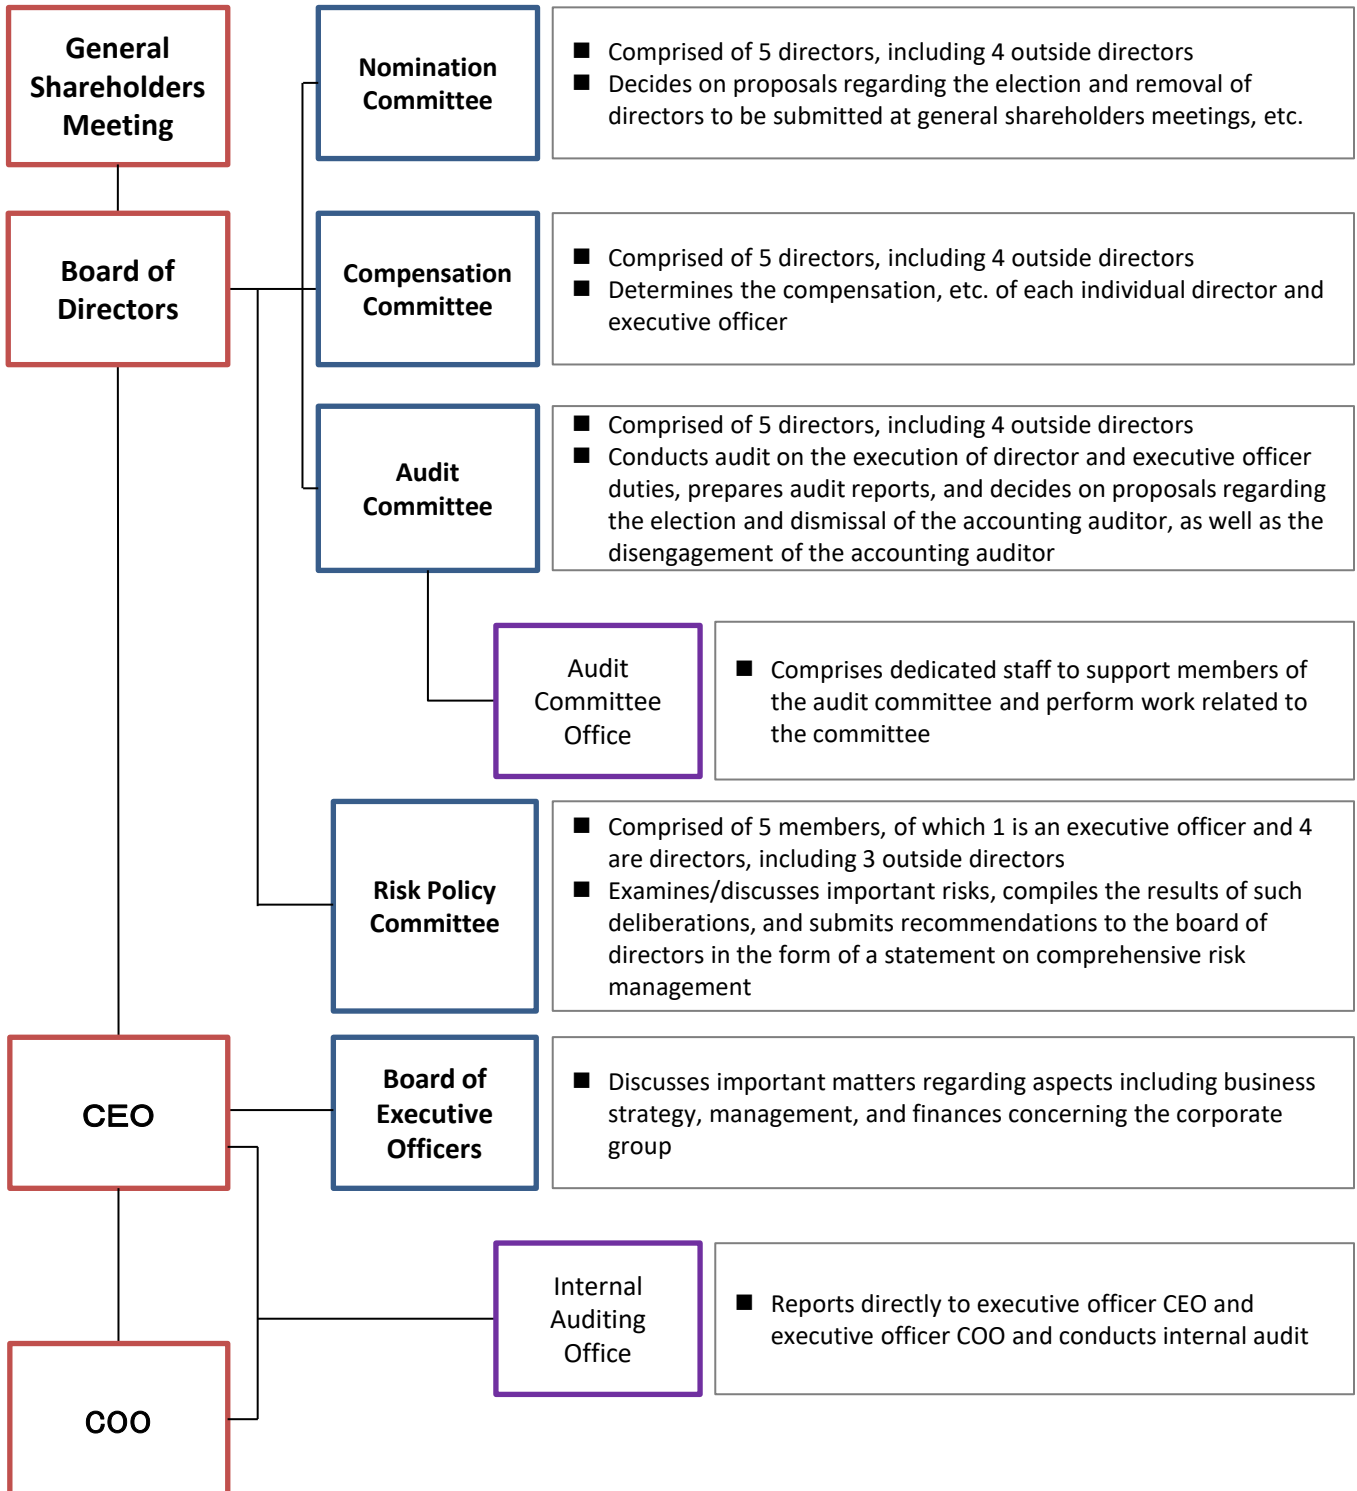 General
Shareholders
Meeting
Nomination
Committee
■ Comprised of 5 directors, including 4 outside directors
■ Decides on proposals regarding the election and removal of
directors to be submitted at general shareholders meetings, etc.
Board of
Directors
Compensation
Committee
■ Comprised of 5 directors, including 4 outside directors
■ Determines the compensation, etc. of each individual director and
executive officer
Audit
Committee
■ Comprised of 5 directors, including 4 outside directors
■ Conducts audit on the execution of director and executive officer
duties, prepares audit reports, and decides on proposals regarding
the election and dismissal of the accounting auditor, as well as the
disengagement of the accounting auditor
Audit
Committee
Office
■ Comprises dedicated staff to support members of
the audit committee and perform work related to
the committee
Risk Policy
Committee
■ Comprised of 5 members, of which 1 is an executive officer and 4
are directors, including 3 outside directors
■ Examines/discusses important risks, compiles the results of such
deliberations, and submits recommendations to the board of
directors in the form of a statement on comprehensive risk
management
CEO
Board of
Executive
Officers
■ Discusses important matters regarding aspects including business
strategy, management, and finances concerning the corporate
group
Internal
Auditing
Office
■ Reports directly to executive officer CEO and
executive officer COO and conducts internal audit
COO